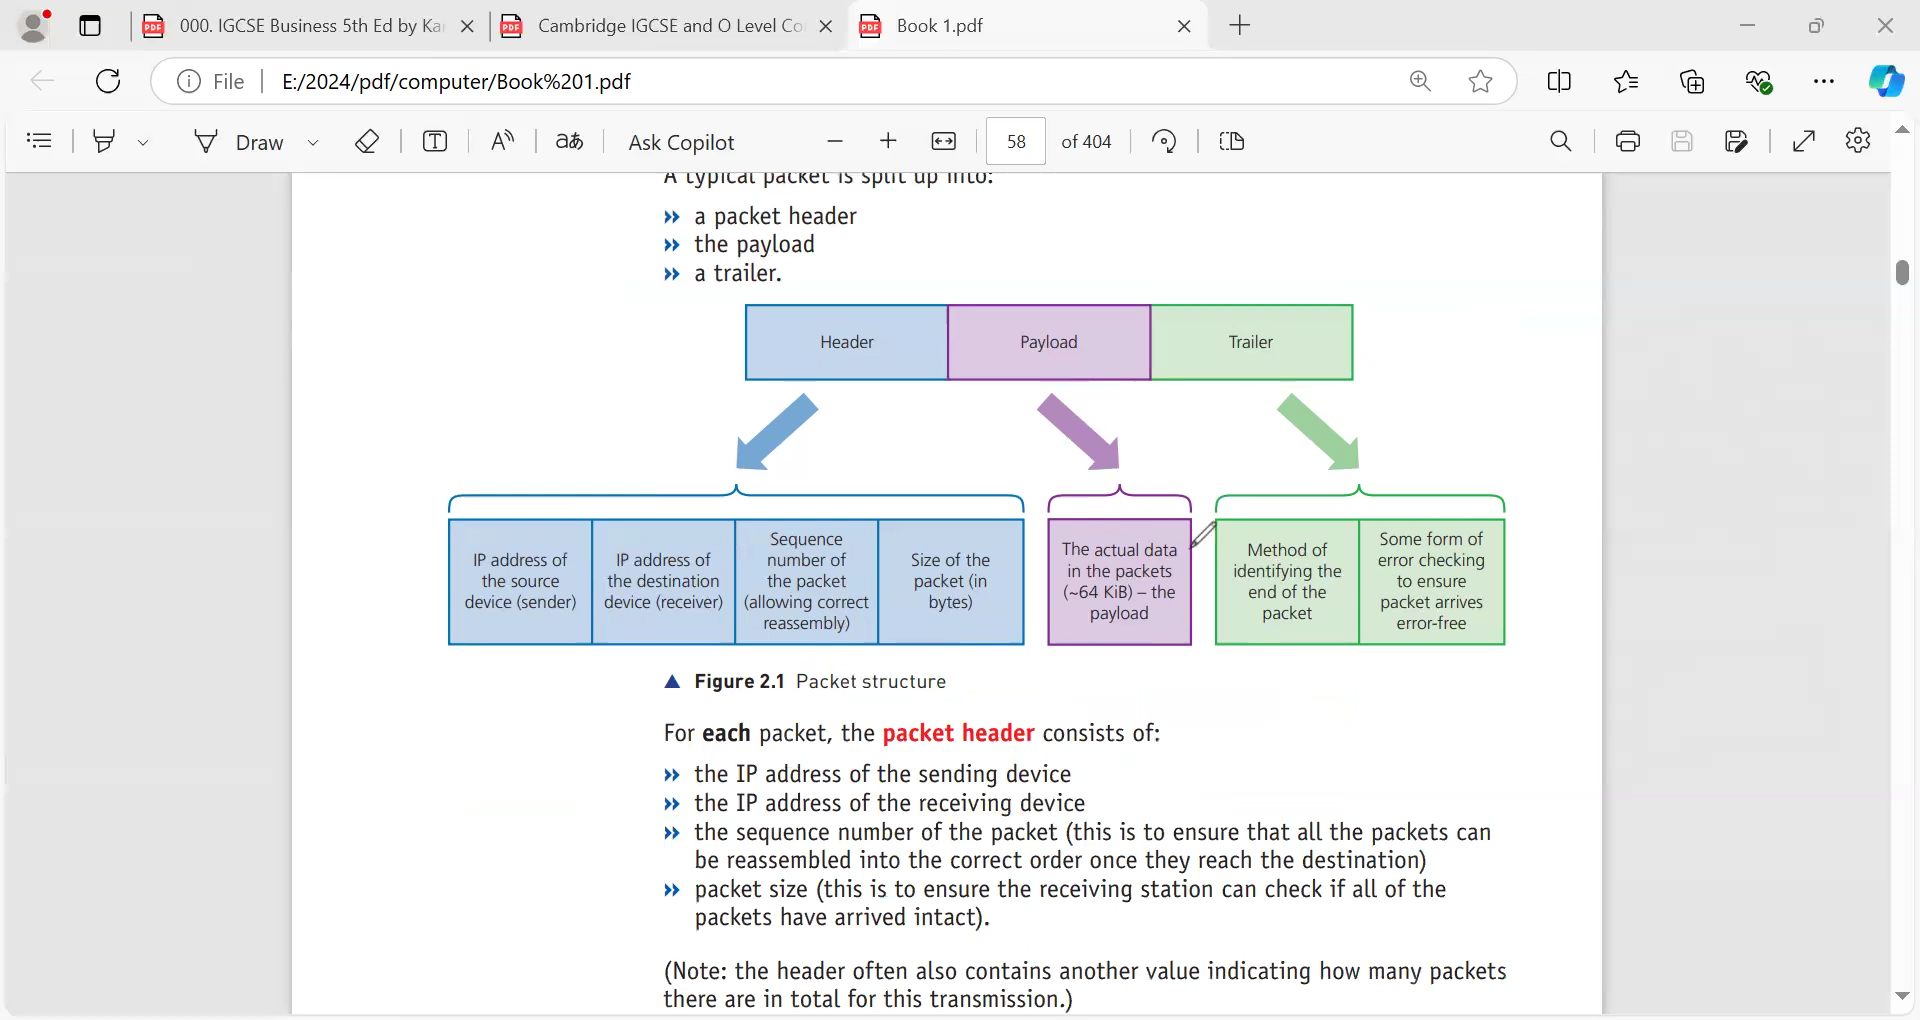 000. IGCSE Business 5th Ed by Kar
Cambridge IGCSE and O Level Co
Book 1.pdf
File
E:/2024/pdf/computer/Book%201.pdf
Draw
Ask Copilot
58 of 404
A typical packet is split up into:
» a packet header
» the payload
» a trailer.
Header
Payload
Trailer
IP address of
the source
device (sender)
IP address of
the destination
device (receiver)
Sequence
number of
the packet
(allowing correct
reassembly)
Size of the
packet (in
bytes)
The actual data
in the packets
(~64 KiB) – the
payload
Method of
identifying the
end of the
packet
Some form of
error checking
to ensure
packet arrives
error-free
▲ Figure 2.1 Packet structure
For each packet, the packet header consists of:
» the IP address of the sending device
» the IP address of the receiving device
» the sequence number of the packet (this is to ensure that all the packets can
be reassembled into the correct order once they reach the destination)
» packet size (this is to ensure the receiving station can check if all of the
packets have arrived intact).
(Note: the header often also contains another value indicating how many packets
there are in total for this transmission.)